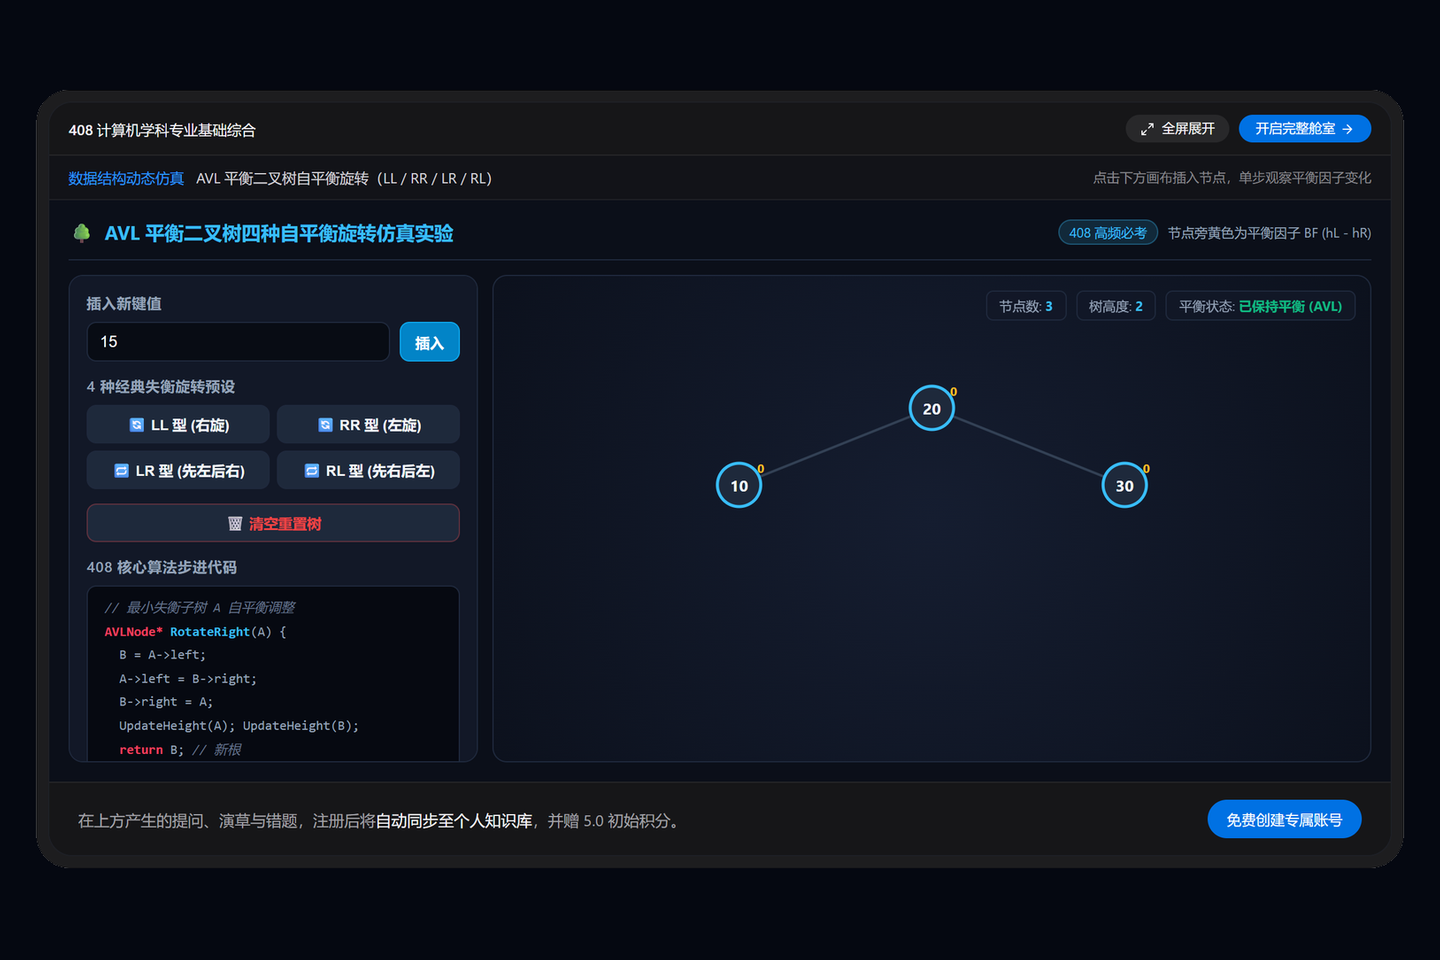 408 计算机学科专业基础综合
全屏展开
开启完整舱室 →
数据结构动态仿真 AVL 平衡二叉树自平衡旋转（LL / RR / LR / RL）
点击下方画布插入节点，单步观察平衡因子变化
AVL 平衡二叉树四种自平衡旋转仿真实验
408 高频必考
节点旁黄色为平衡因子 BF (hL - hR)
插入新键值
15
插入
4 种经典失衡旋转预设
LL 型 (右旋)
RR 型 (左旋)
LR 型 (先左后右)
RL 型 (先右后左)
清空重置树
408 核心算法步进代码
// 最小失衡子树 A 自平衡调整
AVLNode* RotateRight(A) {
B = A->left;
A->left = B->right;
B->right = A;
UpdateHeight(A); UpdateHeight(B);
return B; // 新根
节点数: 3
树高度: 2
平衡状态: 已保持平衡 (AVL)
20
0
10
0
30
0
在上方产生的提问、演草与错题，注册后将自动同步至个人知识库，并赠 5.0 初始积分。
免费创建专属账号